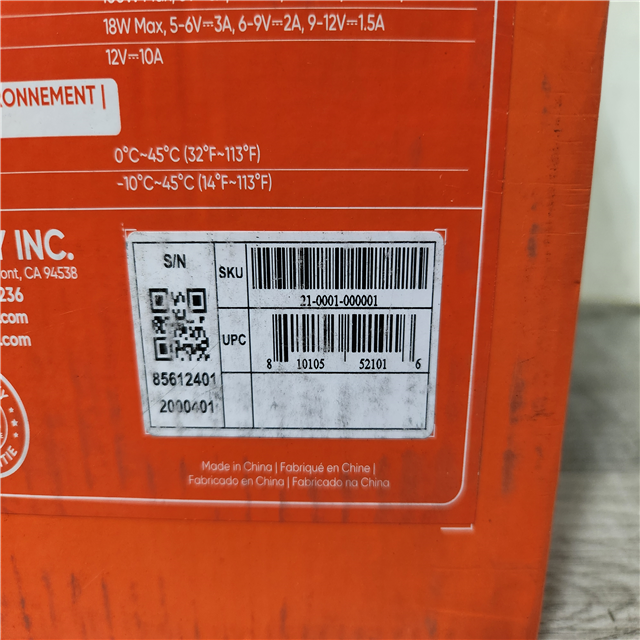 18W Max, 5-6V⎓3A, 6-9V⎓2A, 9-12V⎓1.5A
12V⎓10A
RONNEMENT |
0°C~45°C (32°F~113°F)
-10°C~45°C (14°F~113°F)
Y INC.
ont, CA 94538
236
.com
.com
S/N
SKU
21-0001-000001
UPC
8 10105 52101 6
85612401
2000401
Made in China | Fabriqué en Chine |
Fabricado en China | Fabricado na China